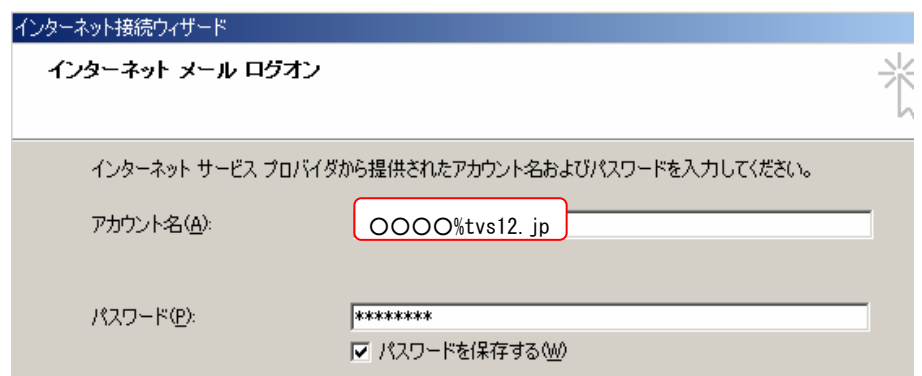 インターネット接続ウィザード
インターネット メール ログオン
インターネット サービス プロバイダから提供されたアカウント名およびパスワードを入力してください。
アカウント名(A): 〇〇〇〇%tvs12.jp
パスワード(P): ********
パスワードを保存する(W)